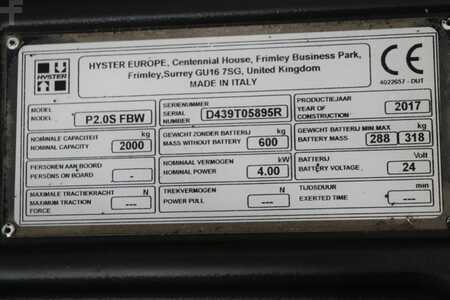 HYSTER
HYSTER EUROPE, Centennial House, Frimley Business Park,
Frimley, Surrey GU16 7SG, United Kingdom
MADE IN ITALY
CE
4022657 - DUT
MODEL
MODEL
P2.0S FBW
SERIENUMMER
SERIAL
NUMBER
D439T05895R
PRODUCTIEJAAR
YEAR OF
CONSTRUCTION
2017
NOMINALE CAPACITEIT
NOMINAL CAPACITY
kg
2000
GEWICHT ZONDER BATTERIJ
MASS WITHOUT BATTERY
kg
600
GEWICHT BATTERIJ MIN.MAX
BATTERY MASS
kg
288
318
PERSONEN AAN BOORD
PERSONS ON BOARD
-
NOMINAAL VERMOGEN
NOMINAL POWER
kW
4.00
BATTERIJ
BATTERY VOLTAGE
Volt
24
MAXIMALE TRACTIEKRACHT
MAXIMUM TRACTION
FORCE
N
---
TREKVERMOGEN
POWER PULL
N
---
TIJDSDUUR
EXERTED TIME
min
---